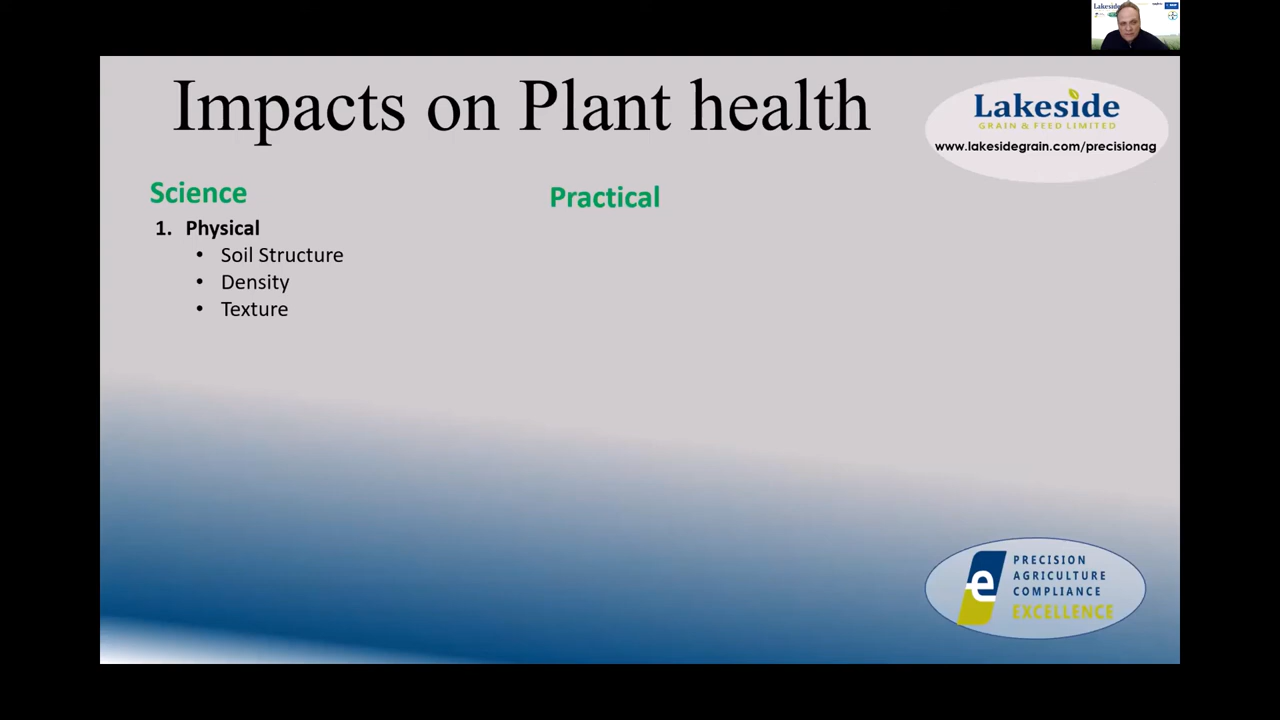 Lakeside
Impacts on Plant health
Lakeside
GRAIN & FEED LIMITED
www.lakesidegrain.com/precisionag
Science
Practical
1. Physical
• Soil Structure
• Density
• Texture
e
PRECISION
AGRICULTURE
COMPLIANCE
EXCELLENCE